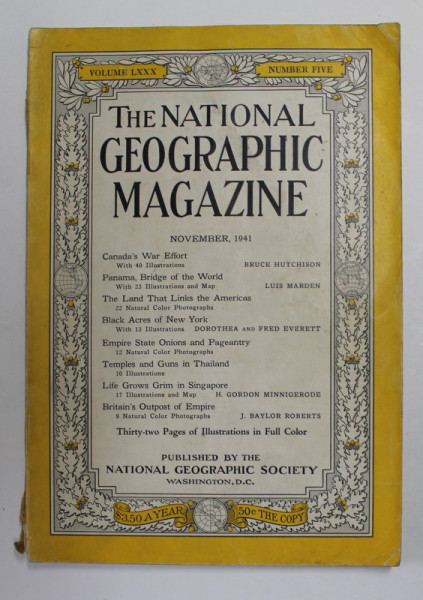 VOLUME LXXX NUMBER FIVE
THE NATIONAL
GEOGRAPHIC
MAGAZINE
NOVEMBER, 1941
Canada's War Effort
With 40 Illustrations BRUCE HUTCHISON
Panama, Bridge of the World
With 23 Illustrations and Map LUIS MARDEN
The Land That Links the Americas
22 Natural Color Photographs
Black Acres of New York
With 13 Illustrations DOROTHEA AND FRED EVERETT
Empire State Onions and Pageantry
12 Natural Color Photographs
Temples and Guns in Thailand
10 Illustrations
Life Grows Grim in Singapore
17 Illustrations and Map H. GORDON MINNIGERODE
Britain's Outpost of Empire
9 Natural Color Photographs J. BAYLOR ROBERTS
Thirty-two Pages of Illustrations in Full Color
PUBLISHED BY THE
NATIONAL GEOGRAPHIC SOCIETY
WASHINGTON, D.C.
$3.50 A YEAR 50¢ THE COPY